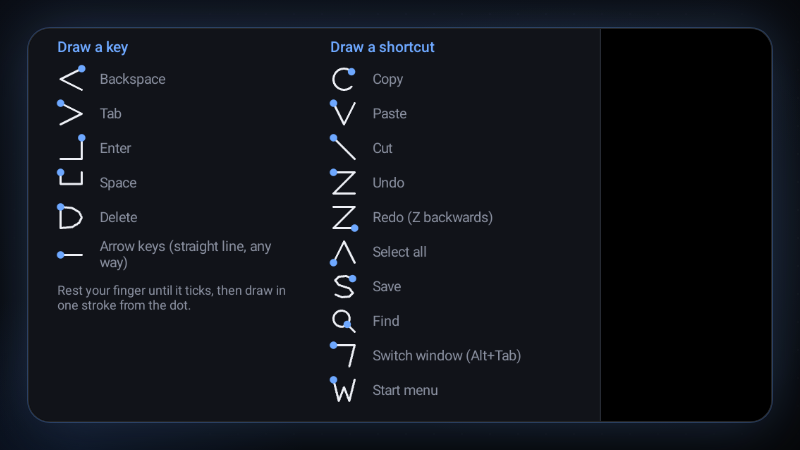 Draw a key
Backspace
Tab
Enter
Space
Delete
Arrow keys (straight line, any
way)
Rest your finger until it ticks, then draw in
one stroke from the dot.
Draw a shortcut
Copy
Paste
Cut
Undo
Redo (Z backwards)
Select all
Save
Find
Switch window (Alt+Tab)
Start menu